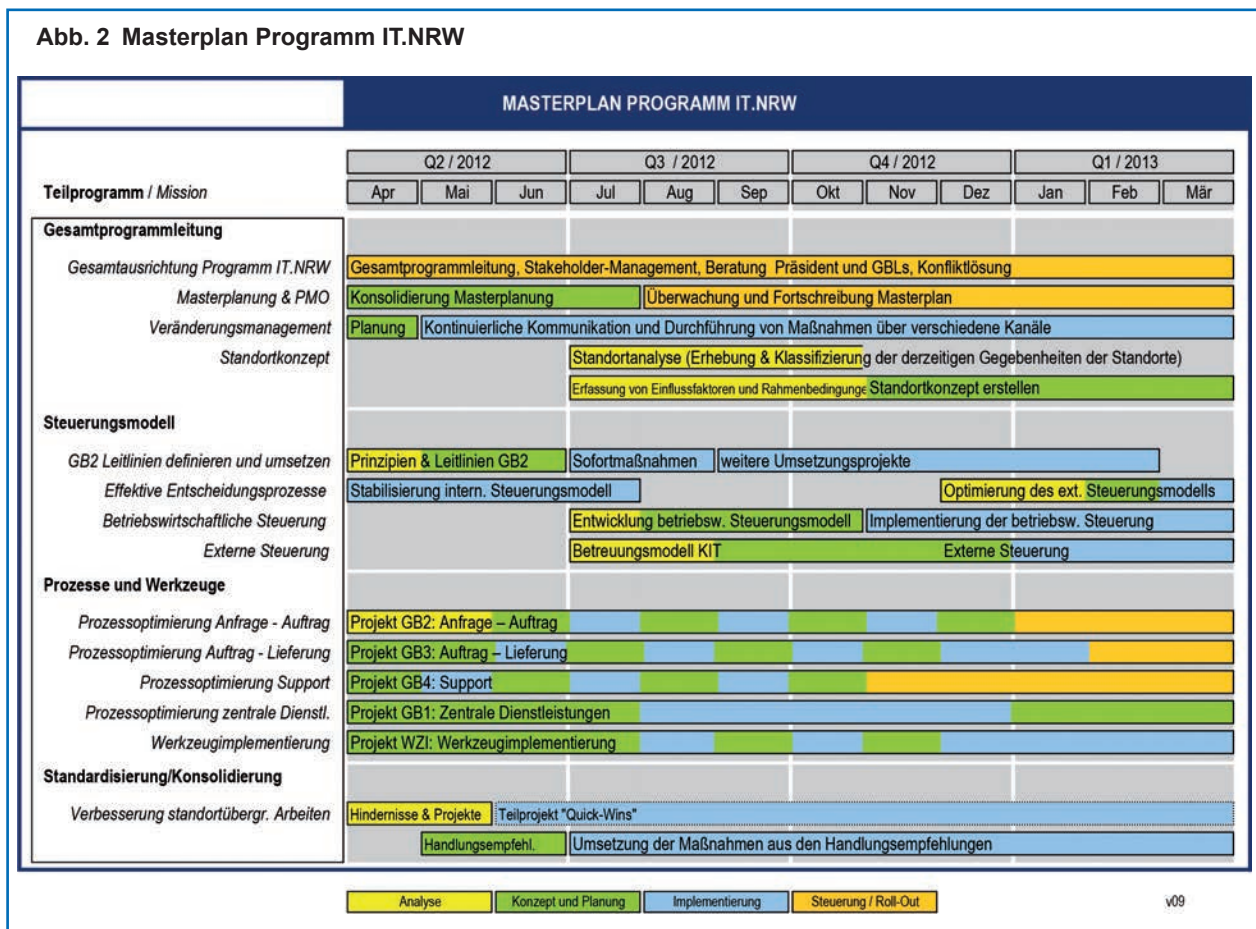 Abb. 2 Masterplan Programm IT.NRW
MASTERPLAN PROGRAMM IT.NRW
Q2 / 2012 Q3 / 2012 Q4 / 2012 Q1 / 2013
Teilprogramm / Mission Apr Mai Jun Jul Aug Sep Okt Nov Dez Jan Feb Mär
Gesamtprogrammleitung
Gesamtausrichtung Programm IT.NRW Gesamtprogrammleitung, Stakeholder-Management, Beratung Präsident und GBLs, Konfliktlösung
Masterplanung & PMO Konsolidierung Masterplanung Überwachung und Fortschreibung Masterplan
Veränderungsmanagement Planung Kontinuierliche Kommunikation und Durchführung von Maßnahmen über verschiedene Kanäle
Standortkonzept Standortanalyse (Erhebung & Klassifizierung der derzeitigen Gegebenheiten der Standorte)
Erfassung von Einflussfaktoren und Rahmenbedingunge Standortkonzept erstellen
Steuerungsmodell
GB2 Leitlinien definieren und umsetzen Prinzipien & Leitlinien GB2 Sofortmaßnahmen weitere Umsetzungsprojekte
Effektive Entscheidungsprozesse Stabilisierung intern. Steuerungsmodell Optimierung des ext. Steuerungsmodells
Betriebswirtschaftliche Steuerung Entwicklung betriebsw. Steuerungsmodell Implementierung der betriebsw. Steuerung
Externe Steuerung Betreuungsmodell KIT Externe Steuerung
Prozesse und Werkzeuge
Prozessoptimierung Anfrage - Auftrag Projekt GB2: Anfrage – Auftrag
Prozessoptimierung Auftrag - Lieferung Projekt GB3: Auftrag – Lieferung
Prozessoptimierung Support Projekt GB4: Support
Prozessoptimierung zentrale Dienstl. Projekt GB1: Zentrale Dienstleistungen
Werkzeugimplementierung Projekt WZI: Werkzeugimplementierung
Standardisierung/Konsolidierung
Verbesserung standortübergr. Arbeiten Hindernisse & Projekte Teilprojekt "Quick-Wins"
Handlungsempfehl. Umsetzung der Maßnahmen aus den Handlungsempfehlungen
Analyse Konzept und Planung Implementierung Steuerung / Roll-Out v09